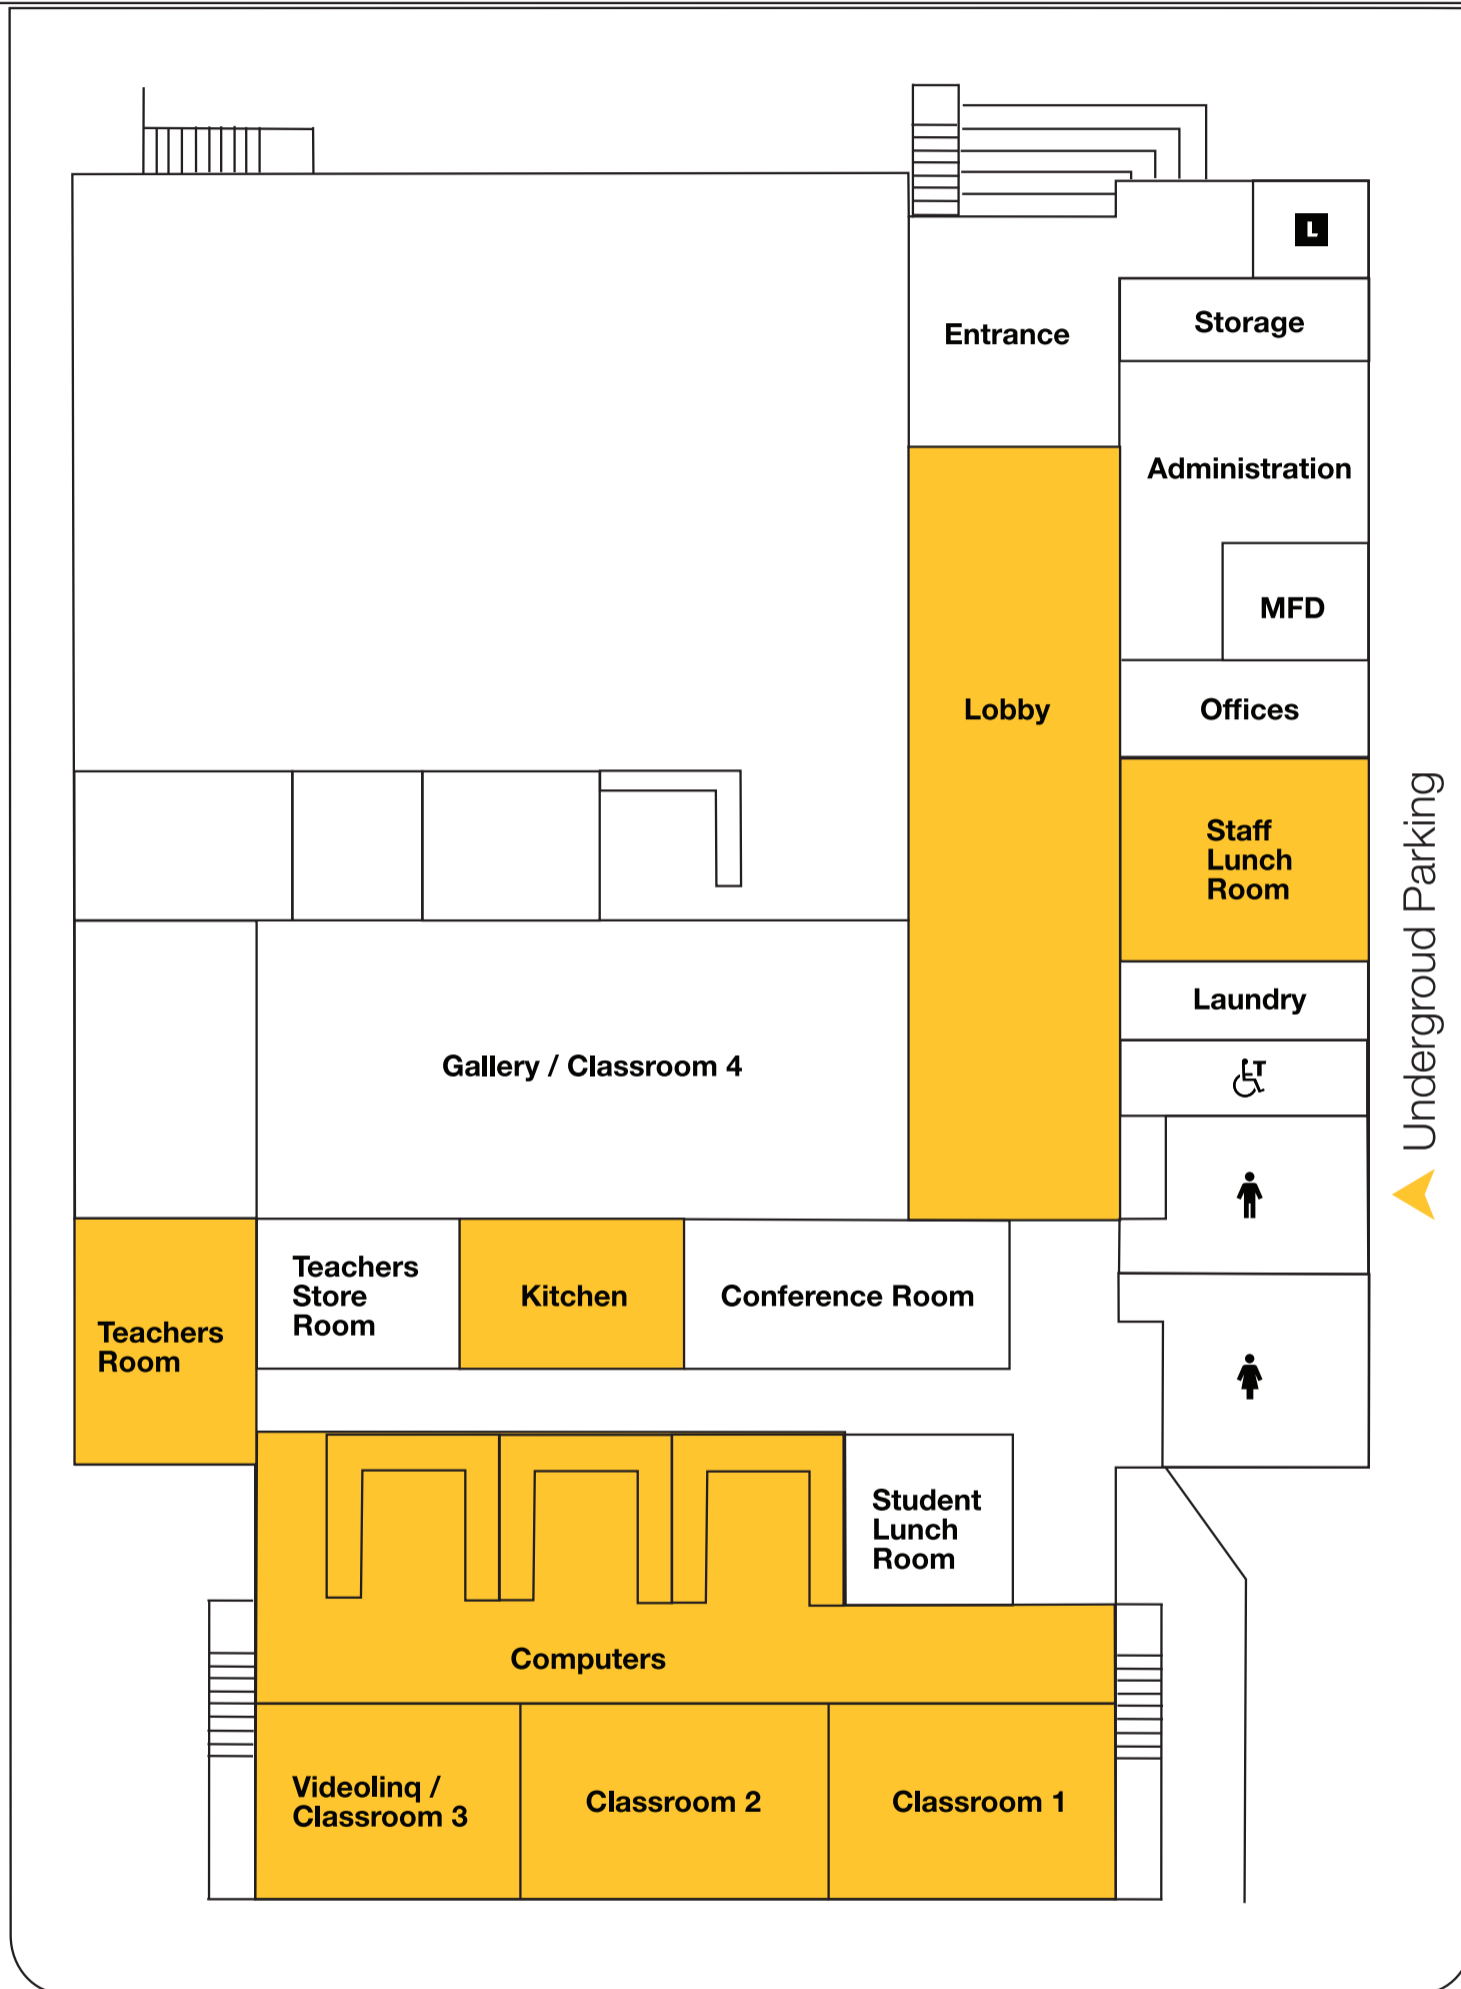 L
Entrance
Storage
Administration
MFD
Lobby
Offices
Staff
Lunch
Room
Laundry
T
Undergroud Parking
Gallery / Classroom 4
Teachers
Room
Teachers
Store
Room
Kitchen
Conference Room
Student
Lunch
Room
Computers
Videolinq /
Classroom 3
Classroom 2
Classroom 1